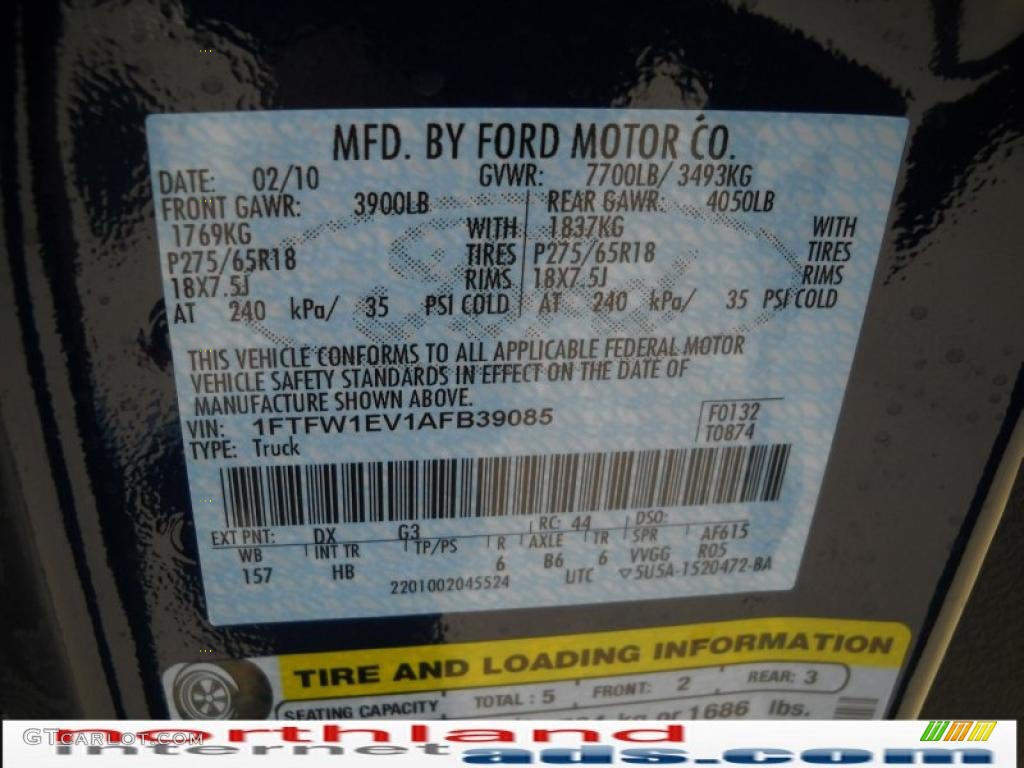 MFD. BY FORD MOTOR CO.
DATE: 02/10 GVWR: 7700LB/ 3493KG
FRONT GAWR: 3900LB REAR GAWR: 4050LB
1769KG WITH 1837KG WITH
P275/65R18 TIRES P275/65R18 TIRES
18X7.5J RIMS 18X7.5J RIMS
AT 240 kPa/ 35 PSI COLD AT 240 kPa/ 35 PSI COLD
THIS VEHICLE CONFORMS TO ALL APPLICABLE FEDERAL MOTOR
VEHICLE SAFETY STANDARDS IN EFFECT ON THE DATE OF
MANUFACTURE SHOWN ABOVE.
VIN: 1FTFW1EV1AFB39085 F0132
TYPE: Truck T0874
EXT PNT: DX G3 RC: 44 DSO:
WB INT TR TP/PS R AXLE TR SPR AF615
157 HB 6 B6 6 VVGG R05
2201002045524 UTC ▽5U5A-1520472-BA
TIRE AND LOADING INFORMATION
SEATING CAPACITY TOTAL : 5 FRONT: 2 REAR: 3
kg or 1686 lbs.
GTCarLot.com
northland
internet ads.com